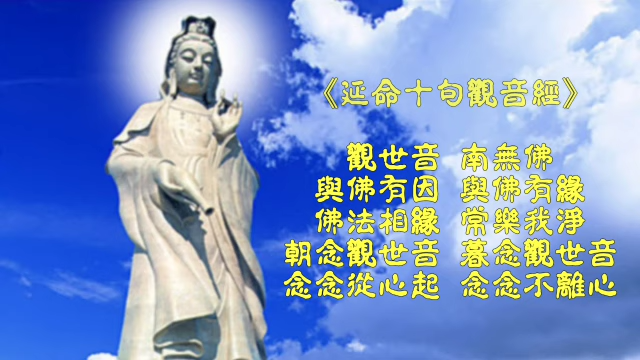 《延命十句觀音經》
觀世音 南無佛
與佛有因 與佛有緣
佛法相緣 常樂我淨
朝念觀世音 暮念觀世音
念念從心起 念念不離心